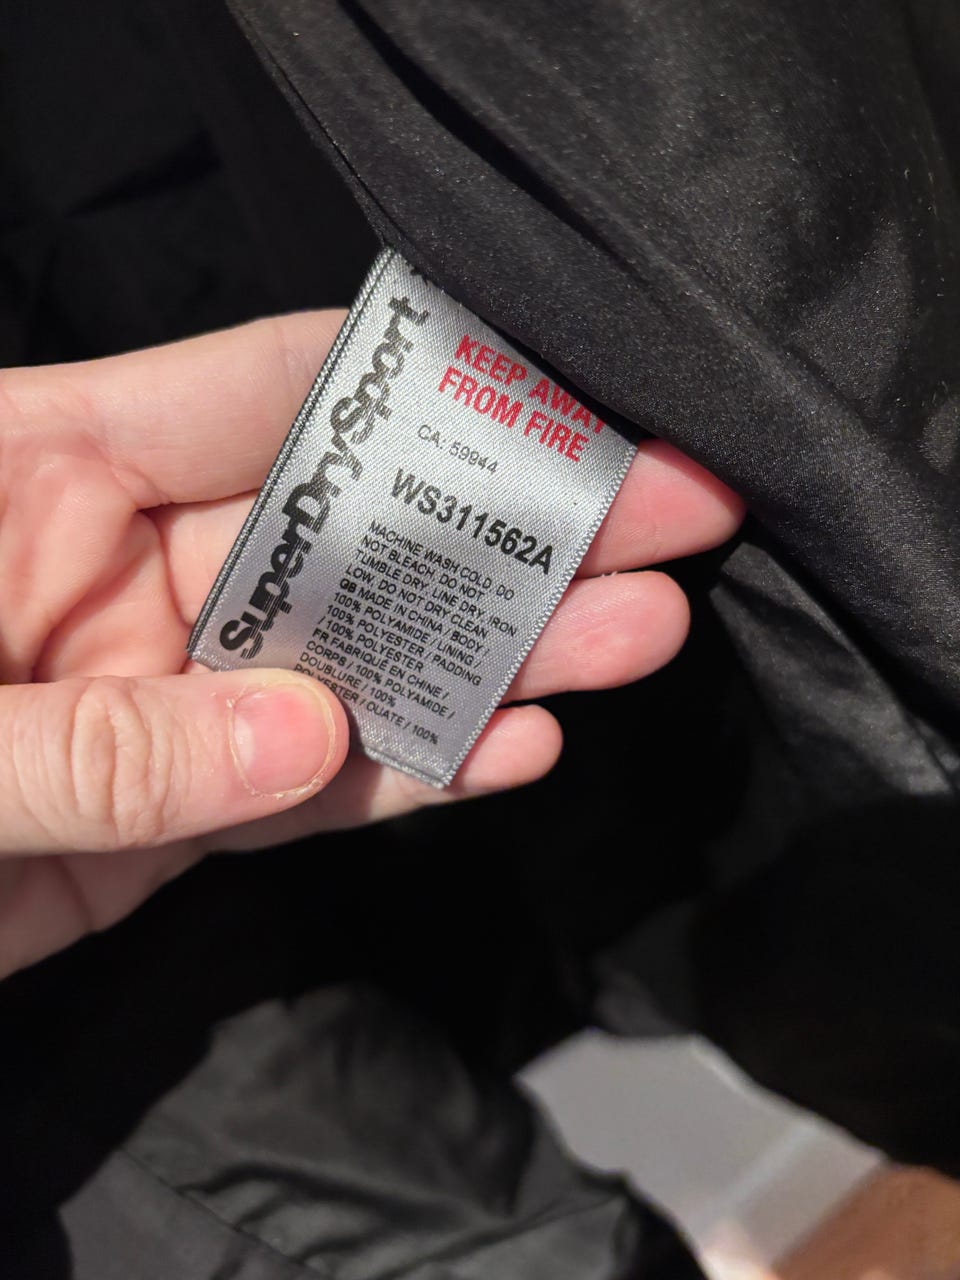 SuperDrySport
KEEP AWAY
FROM FIRE
CA: 59944
WS311562A
MACHINE WASH COLD. DO
NOT BLEACH. DO NOT
TUMBLE DRY. LINE DRY. IRON
LOW. DO NOT DRY CLEAN
GB MADE IN CHINA / BODY /
100% POLYAMIDE / LINING /
/ 100% POLYESTER PADDING
/ 100% POLYESTER
FR FABRIQUÉ EN CHINE /
CORPS / 100% POLYAMIDE /
DOUBLURE / 100%
POLYESTER / OUATE / 100%